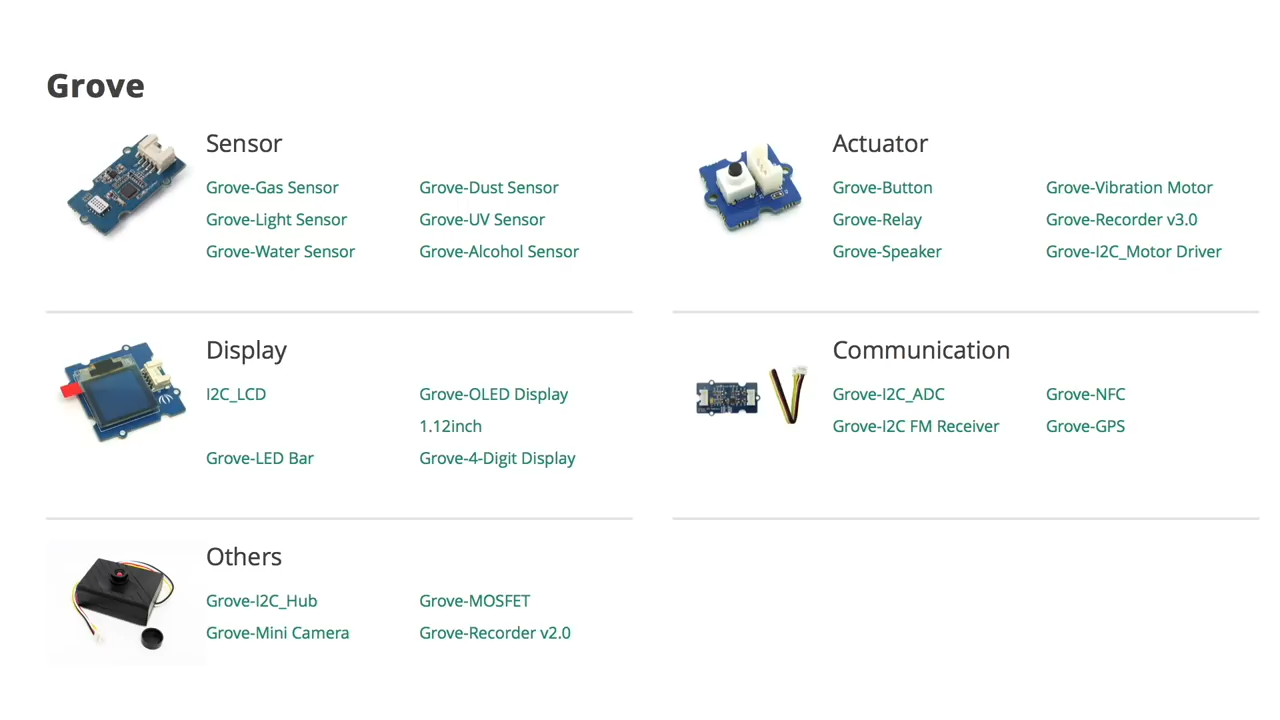 Grove
Sensor
Grove-Gas Sensor
Grove-Dust Sensor
Grove-Light Sensor
Grove-UV Sensor
Grove-Water Sensor
Grove-Alcohol Sensor
Actuator
Grove-Button
Grove-Vibration Motor
Grove-Relay
Grove-Recorder v3.0
Grove-Speaker
Grove-I2C_Motor Driver
Display
I2C_LCD
Grove-OLED Display
1.12inch
Grove-LED Bar
Grove-4-Digit Display
Communication
Grove-I2C_ADC
Grove-NFC
Grove-I2C FM Receiver
Grove-GPS
Others
Grove-I2C_Hub
Grove-MOSFET
Grove-Mini Camera
Grove-Recorder v2.0